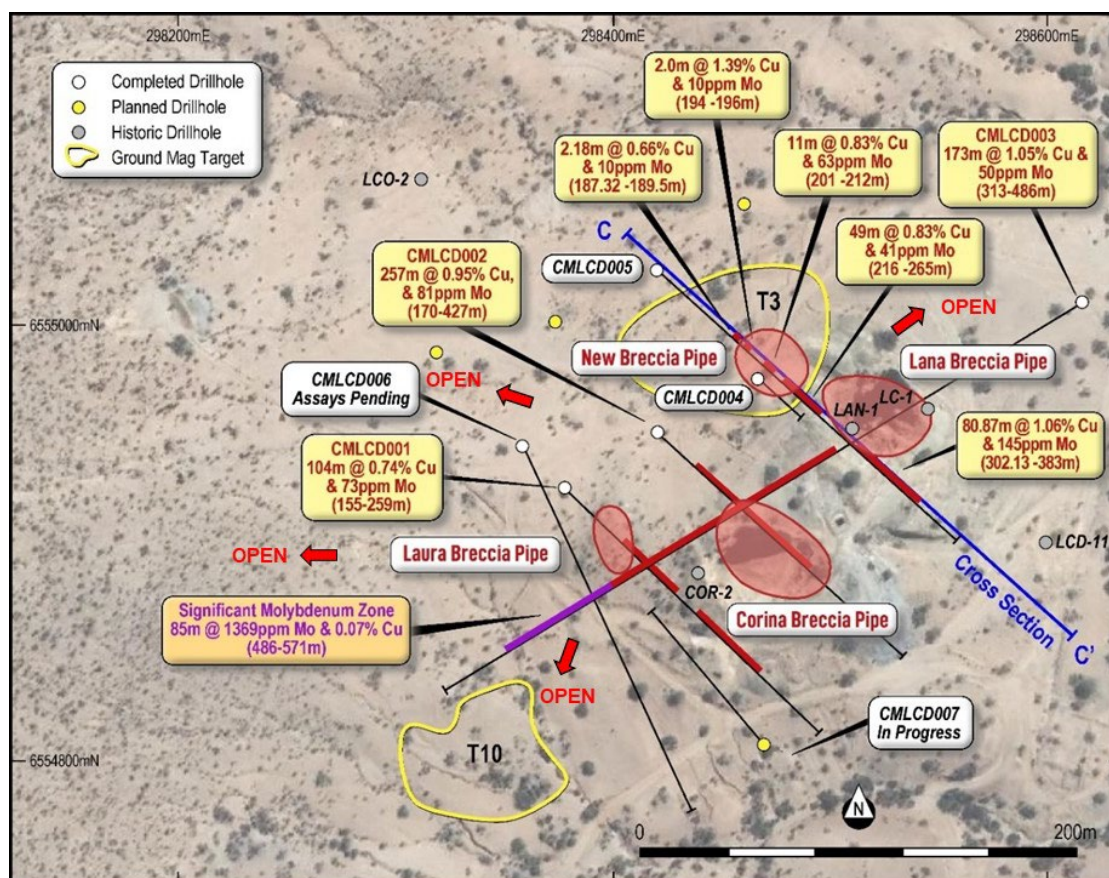 298200mE
298400mE
298600mE
Completed Drillhole
Planned Drillhole
Historic Drillhole
Ground Mag Target
LCO-2
2.0m @ 1.39% Cu
& 10ppm Mo
(194 -196m)
2.18m @ 0.66% Cu
& 10ppm Mo
(187.32 -189.5m)
11m @ 0.83% Cu
& 63ppm Mo
(201 -212m)
CMLCD003
173m @ 1.05% Cu &
50ppm Mo
(313-486m)
49m @ 0.83% Cu
& 41ppm Mo
(216 -265m)
C
CMLCD005
CMLCD002
257m @ 0.95% Cu,
& 81ppm Mo
(170-427m)
T3
OPEN
6555000mN
New Breccia Pipe
Lana Breccia Pipe
CMLCD006
Assays Pending
OPEN
CMLCD004
LC-1
LAN-1
80.87m @ 1.06% Cu
& 145ppm Mo
(302.13 -383m)
CMLCD001
104m @ 0.74% Cu
& 73ppm Mo
(155-259m)
OPEN
Laura Breccia Pipe
COR-2
LCD-11
Cross Section
Corina Breccia Pipe
Significant Molybdenum Zone
85m @ 1369ppm Mo & 0.07% Cu
(486-571m)
C'
OPEN
CMLCD007
In Progress
T10
6554800mN
N
0
200m